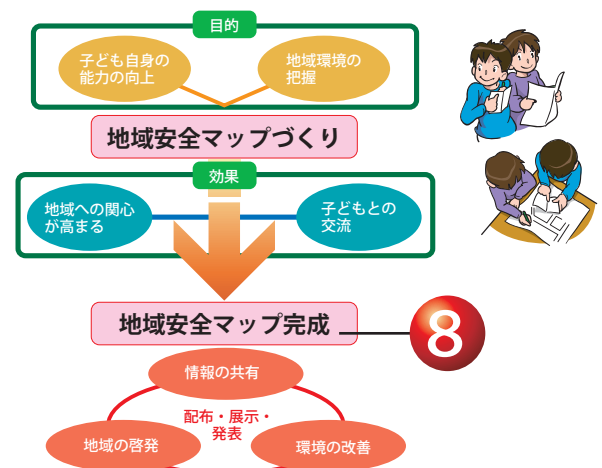 目的
子ども自身の
能力の向上
地域環境の
把握
地域安全マップづくり
効果
地域への関心
が高まる
子どもとの
交流
地域安全マップ完成
8
情報の共有
配布・展示・
発表
地域の啓発
環境の改善